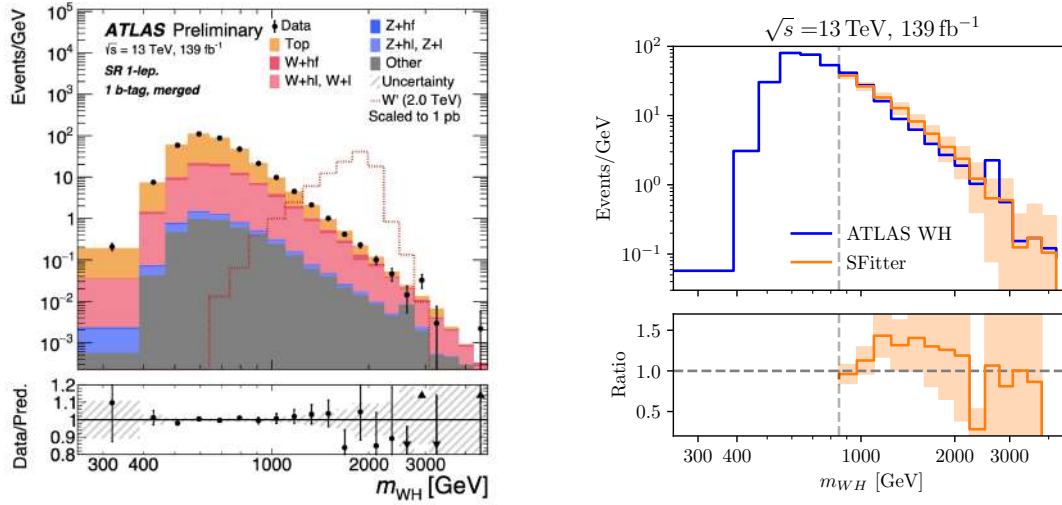 ATLAS Preliminary
√s = 13 TeV, 139 fb⁻¹
SR 1-lep.
1 b-tag, merged
Data
Top
W+hf
W+hl, W+l
Z+hf
Z+hl, Z+l
Other
Uncertainty
W' (2.0 TeV)
Scaled to 1 pb
Events/GeV
10⁵
10⁴
10³
10²
10
1
10⁻¹
10⁻²
10⁻³
Data/Pred.
1.2
1.1
1
0.9
0.8
300 400 1000 2000 3000
m_WH [GeV]
√s =13 TeV, 139 fb⁻¹
Events/GeV
10²
10¹
10⁰
10⁻¹
ATLAS WH
SFitter
Ratio
1.5
1.0
0.5
300 400 1000 2000 3000
m_WH [GeV]